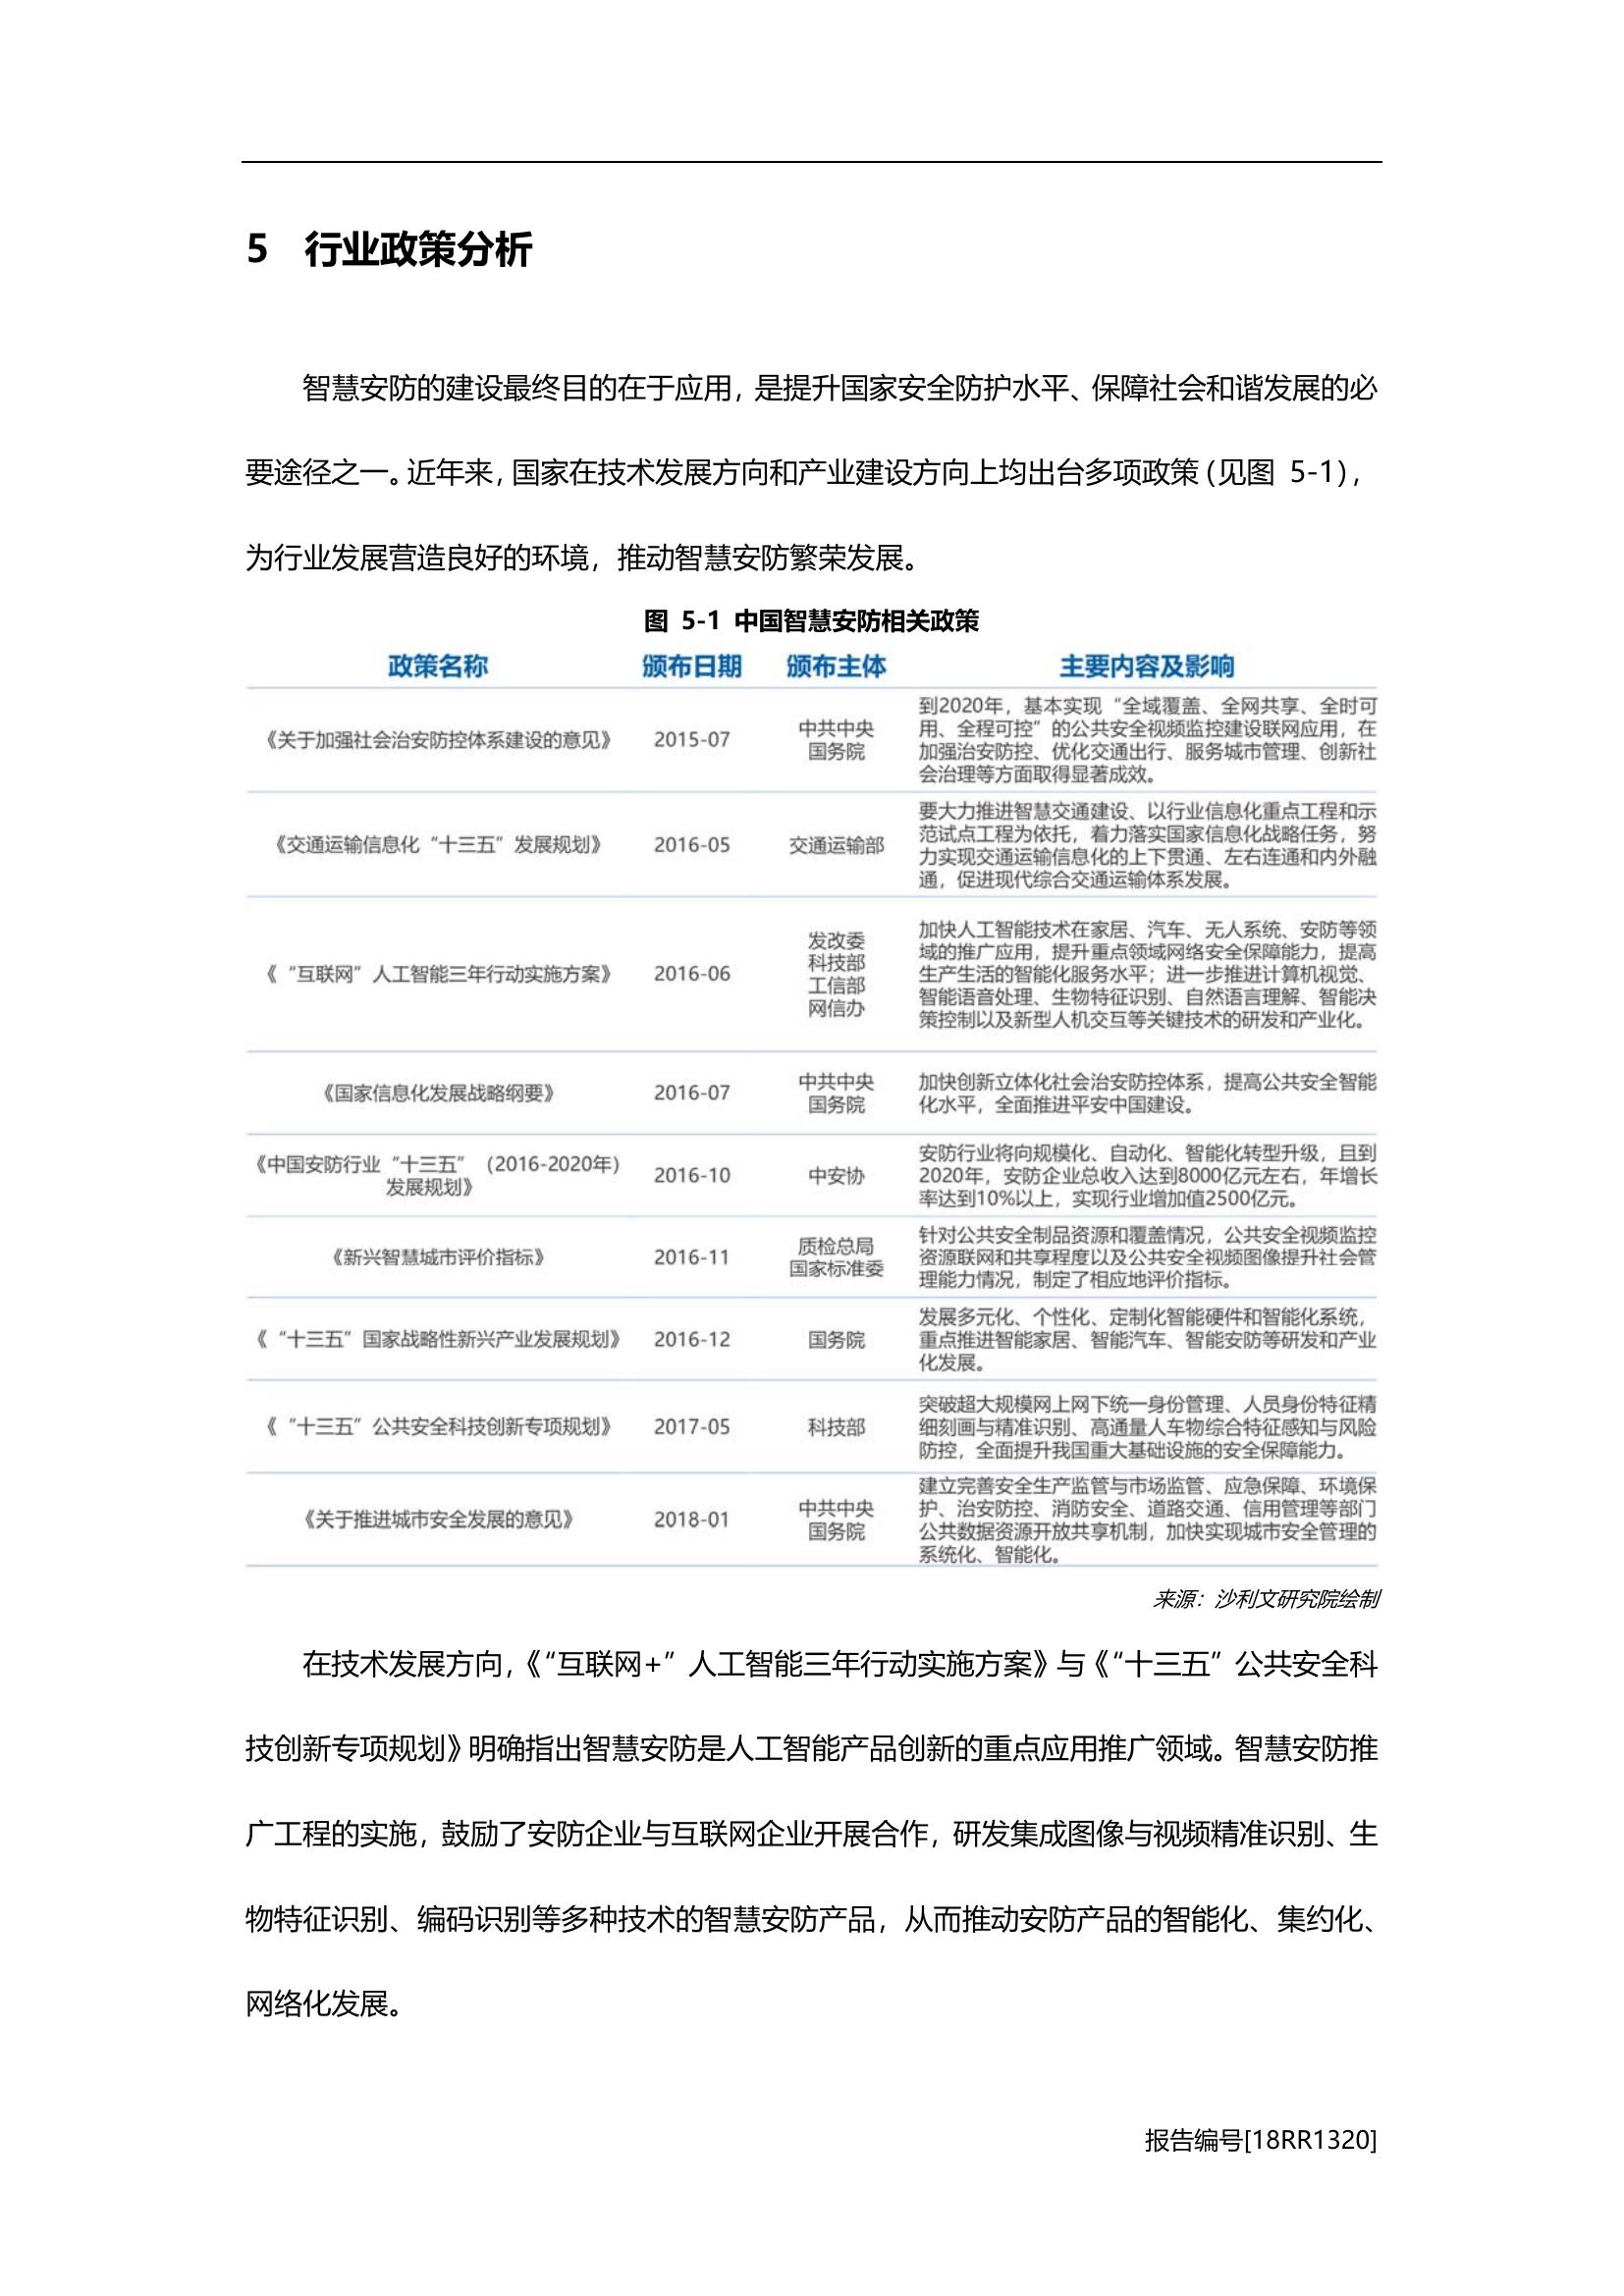 5 行业政策分析
智慧安防的建设最终目的在于应用，是提升国家安全防护水平、保障社会和谐发展的必
要途径之一。近年来，国家在技术发展方向和产业建设方向上均出台多项政策（见图 5-1），
为行业发展营造良好的环境，推动智慧安防繁荣发展。
图 5-1 中国智慧安防相关政策
政策名称 颁布日期 颁布主体 主要内容及影响
《关于加强社会治安防控体系建设的意见》 2015-07
中共中央
国务院
到2020年，基本实现“全域覆盖、全网共享、全时可
用、全程可控”的公共安全视频监控建设联网应用，在
加强治安防控、优化交通出行、服务城市管理、创新社
会治理等方面取得显著成效。
《交通运输信息化“十三五”发展规划》 2016-05 交通运输部
要大力推进智慧交通建设、以行业信息化重点工程和示
范试点工程为依托，着力落实国家信息化战略任务，努
力实现交通运输信息化的上下贯通、左右连通和内外融
通，促进现代综合交通运输体系发展。
《“互联网”人工智能三年行动实施方案》 2016-06
发改委
科技部
工信部
网信办
加快人工智能技术在家居、汽车、无人系统、安防等领
域的推广应用，提升重点领域网络安全保障能力，提高
生产生活的智能化服务水平；进一步推进计算机视觉、
智能语音处理、生物特征识别、自然语言理解、智能决
策控制以及新型人机交互等关键技术的研发和产业化。
《国家信息化发展战略纲要》 2016-07
中共中央
国务院
加快创新立体化社会治安防控体系，提高公共安全智能
化水平，全面推进平安中国建设。
《中国安防行业“十三五”（2016-2020年）
发展规划》
2016-10 中安协
安防行业将向规模化、自动化、智能化转型升级，且到
2020年，安防企业总收入达到8000亿元左右，年增长
率达到10%以上，实现行业增加值2500亿元。
《新兴智慧城市评价指标》 2016-11
质检总局
国家标准委
针对公共安全制品资源和覆盖情况，公共安全视频监控
资源联网和共享程度以及公共安全视频图像提升社会管
理能力情况，制定了相应地评价指标。
《“十三五”国家战略性新兴产业发展规划》 2016-12 国务院
发展多元化、个性化、定制化智能硬件和智能化系统，
重点推进智能家居、智能汽车、智能安防等研发和产业
化发展。
《“十三五”公共安全科技创新专项规划》 2017-05 科技部
突破超大规模网上网下统一身份管理、人员身份特征精
细刻画与精准识别、高通量人车物综合特征感知与风险
防控，全面提升我国重大基础设施的安全保障能力。
《关于推进城市安全发展的意见》 2018-01
中共中央
国务院
建立完善安全生产监管与市场监管、应急保障、环境保
护、治安防控、消防安全、道路交通、信用管理等部门
公共数据资源开放共享机制，加快实现城市安全管理的
系统化、智能化。
来源：沙利文研究院绘制
在技术发展方向，《“互联网+”人工智能三年行动实施方案》与《“十三五”公共安全科
技创新专项规划》明确指出智慧安防是人工智能产品创新的重点应用推广领域。智慧安防推
广工程的实施，鼓励了安防企业与互联网企业开展合作，研发集成图像与视频精准识别、生
物特征识别、编码识别等多种技术的智慧安防产品，从而推动安防产品的智能化、集约化、
网络化发展。
报告编号[18RR1320]